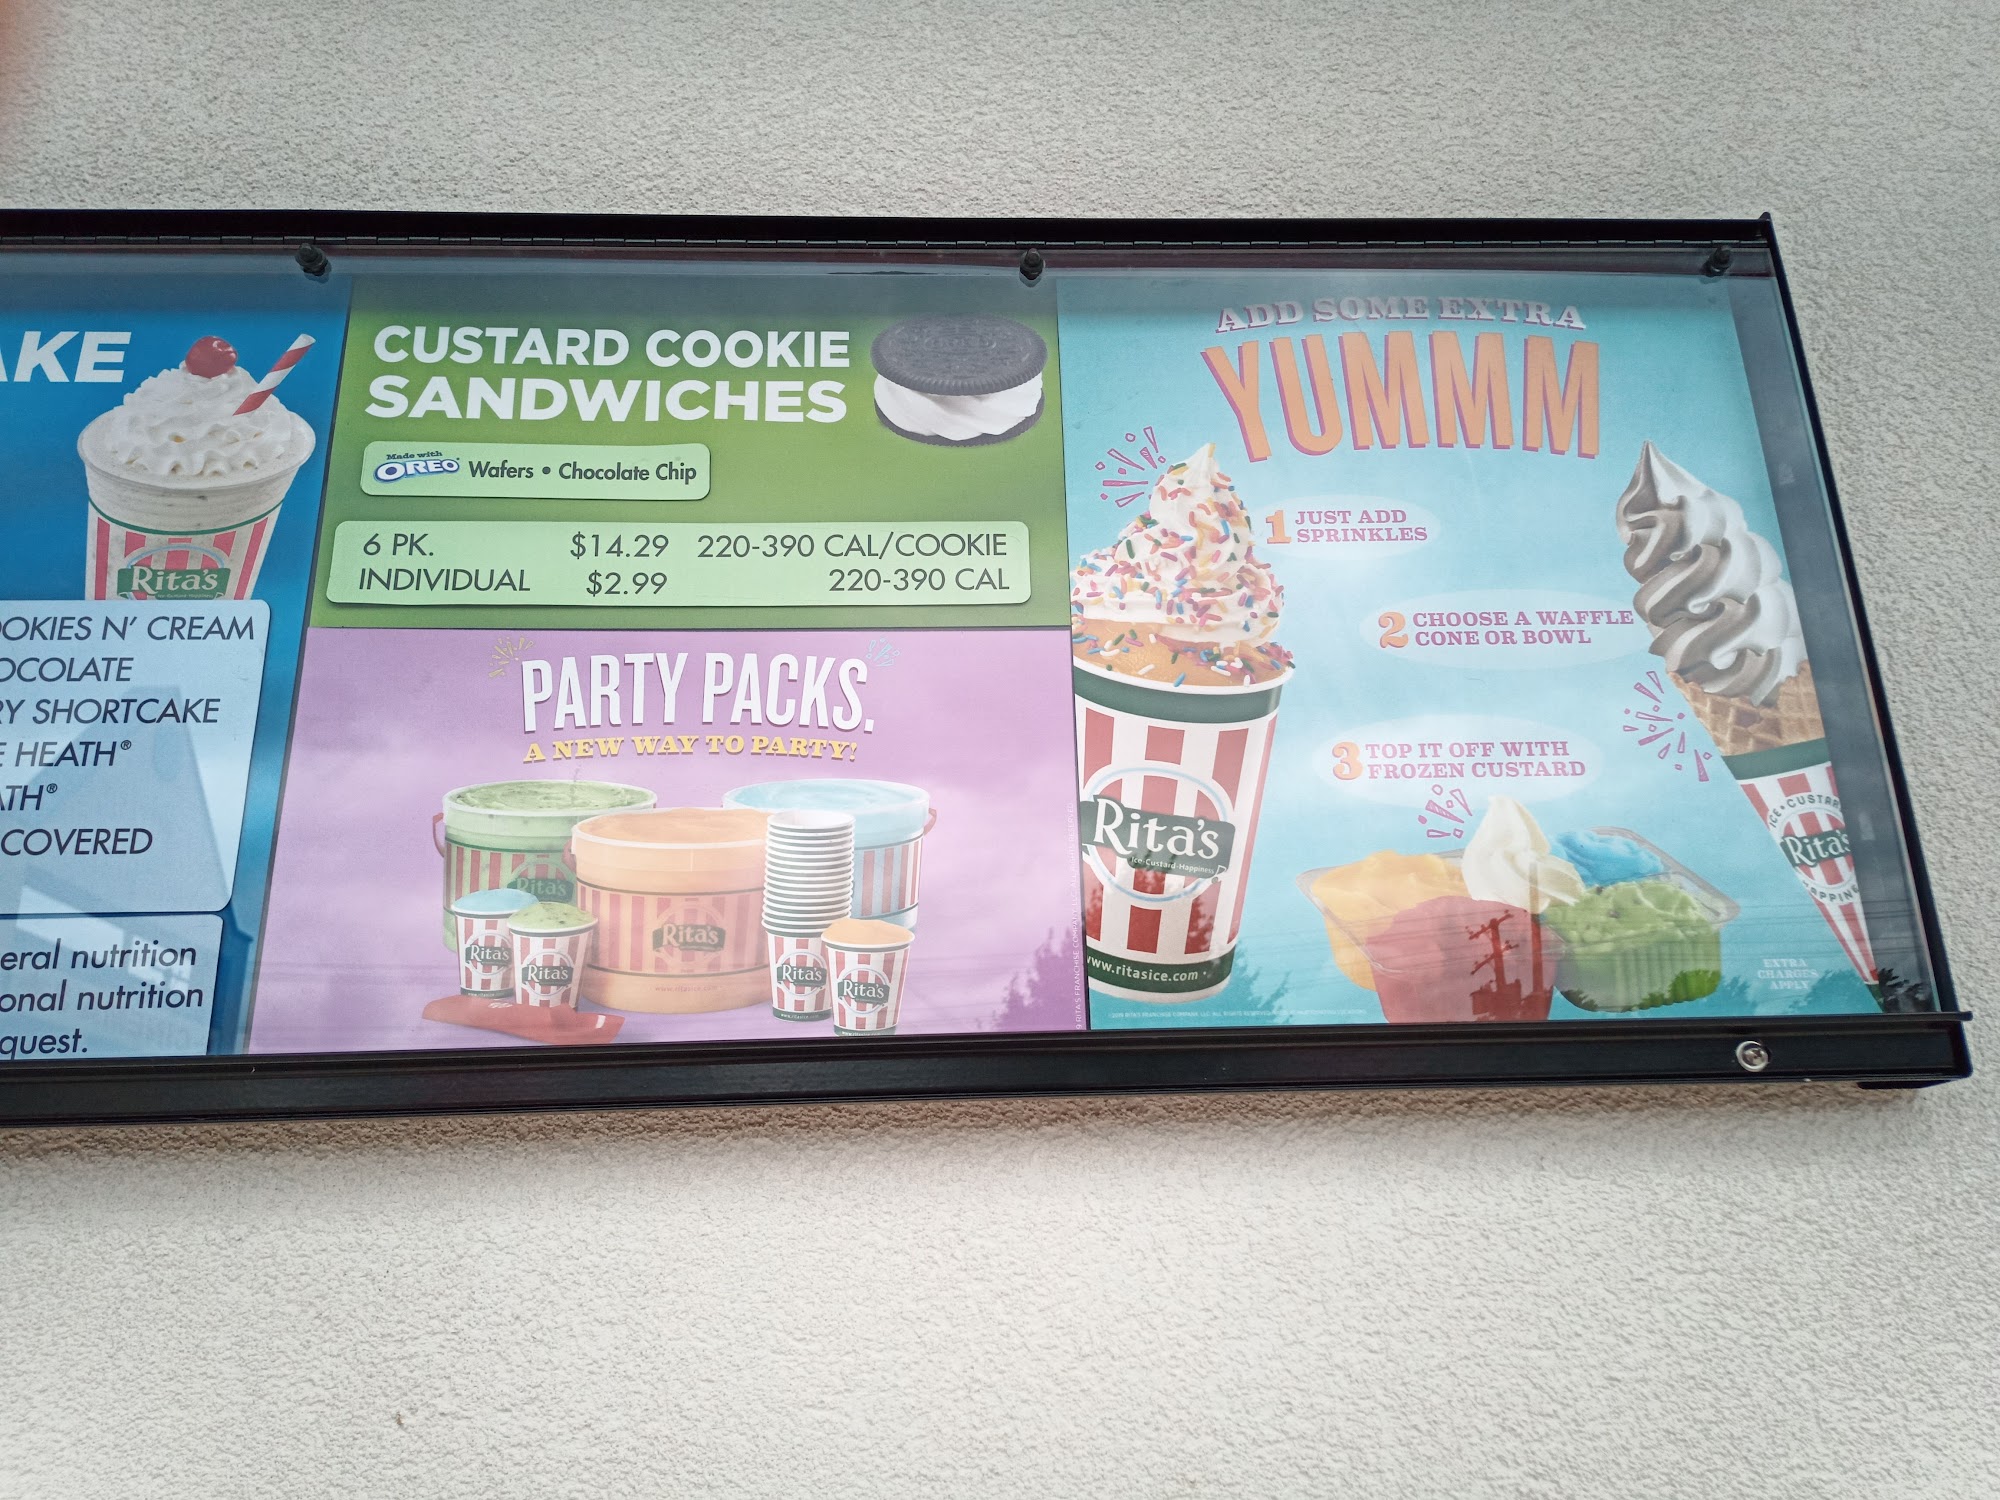 AKE
Rita's
OOKIES N' CREAM
OCOLATE
RY SHORTCAKE
E HEATH®
ATH®
COVERED
eral nutrition
onal nutrition
quest.
CUSTARD COOKIE
SANDWICHES
Made with
OREO Wafers • Chocolate Chip
6 PK. $14.29 220-390 CAL/COOKIE
INDIVIDUAL $2.99 220-390 CAL
PARTY PACKS.
A NEW WAY TO PARTY!
Rita's
Rita's
Rita's
Rita's
Rita's
Rita's
ADD SOME EXTRA
YUMMM
1 JUST ADD
SPRINKLES
2 CHOOSE A WAFFLE
CONE OR BOWL
3 TOP IT OFF WITH
FROZEN CUSTARD
Rita's
Ice-Custard-Happiness
www.ritasice.com
ICE•CUSTAR
Rita's
APPINE
EXTRA
CHARGES
APPLY